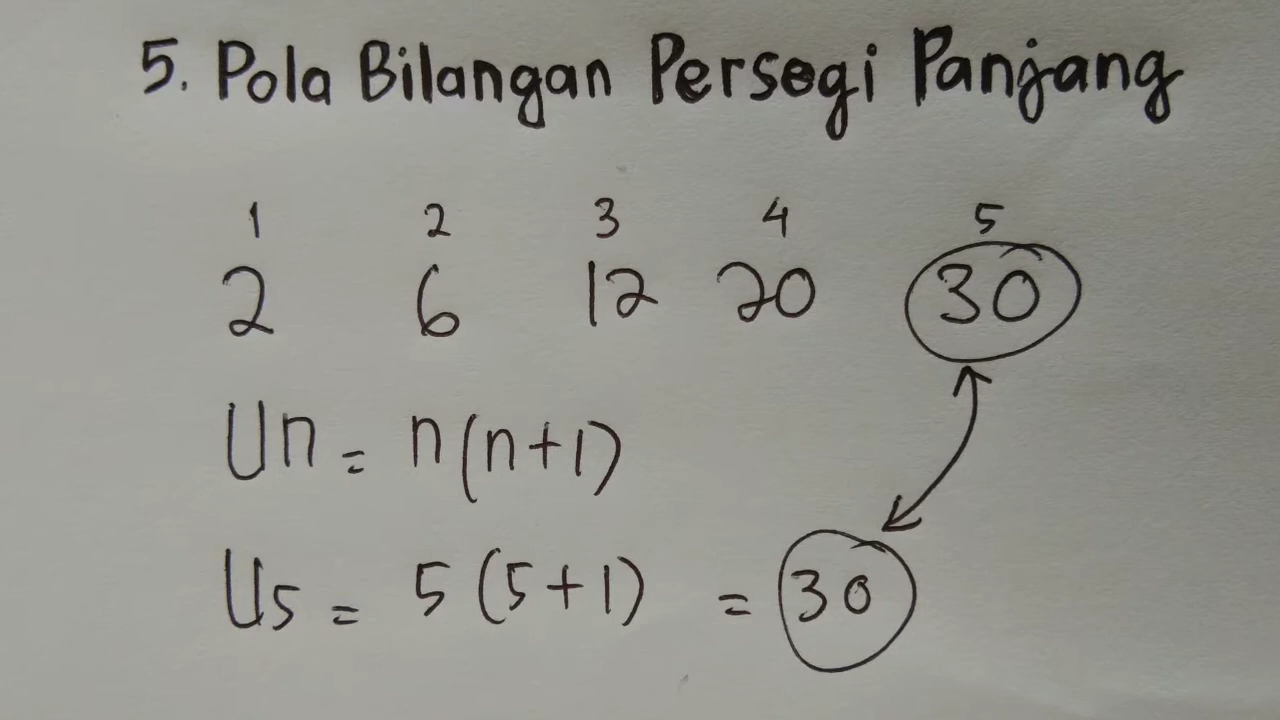 5. Pola Bilangan Persegi Panjang
1 2 3 4 5
2 6 12 20 30
Un = n(n+1)
U5 = 5 (5+1) = 30